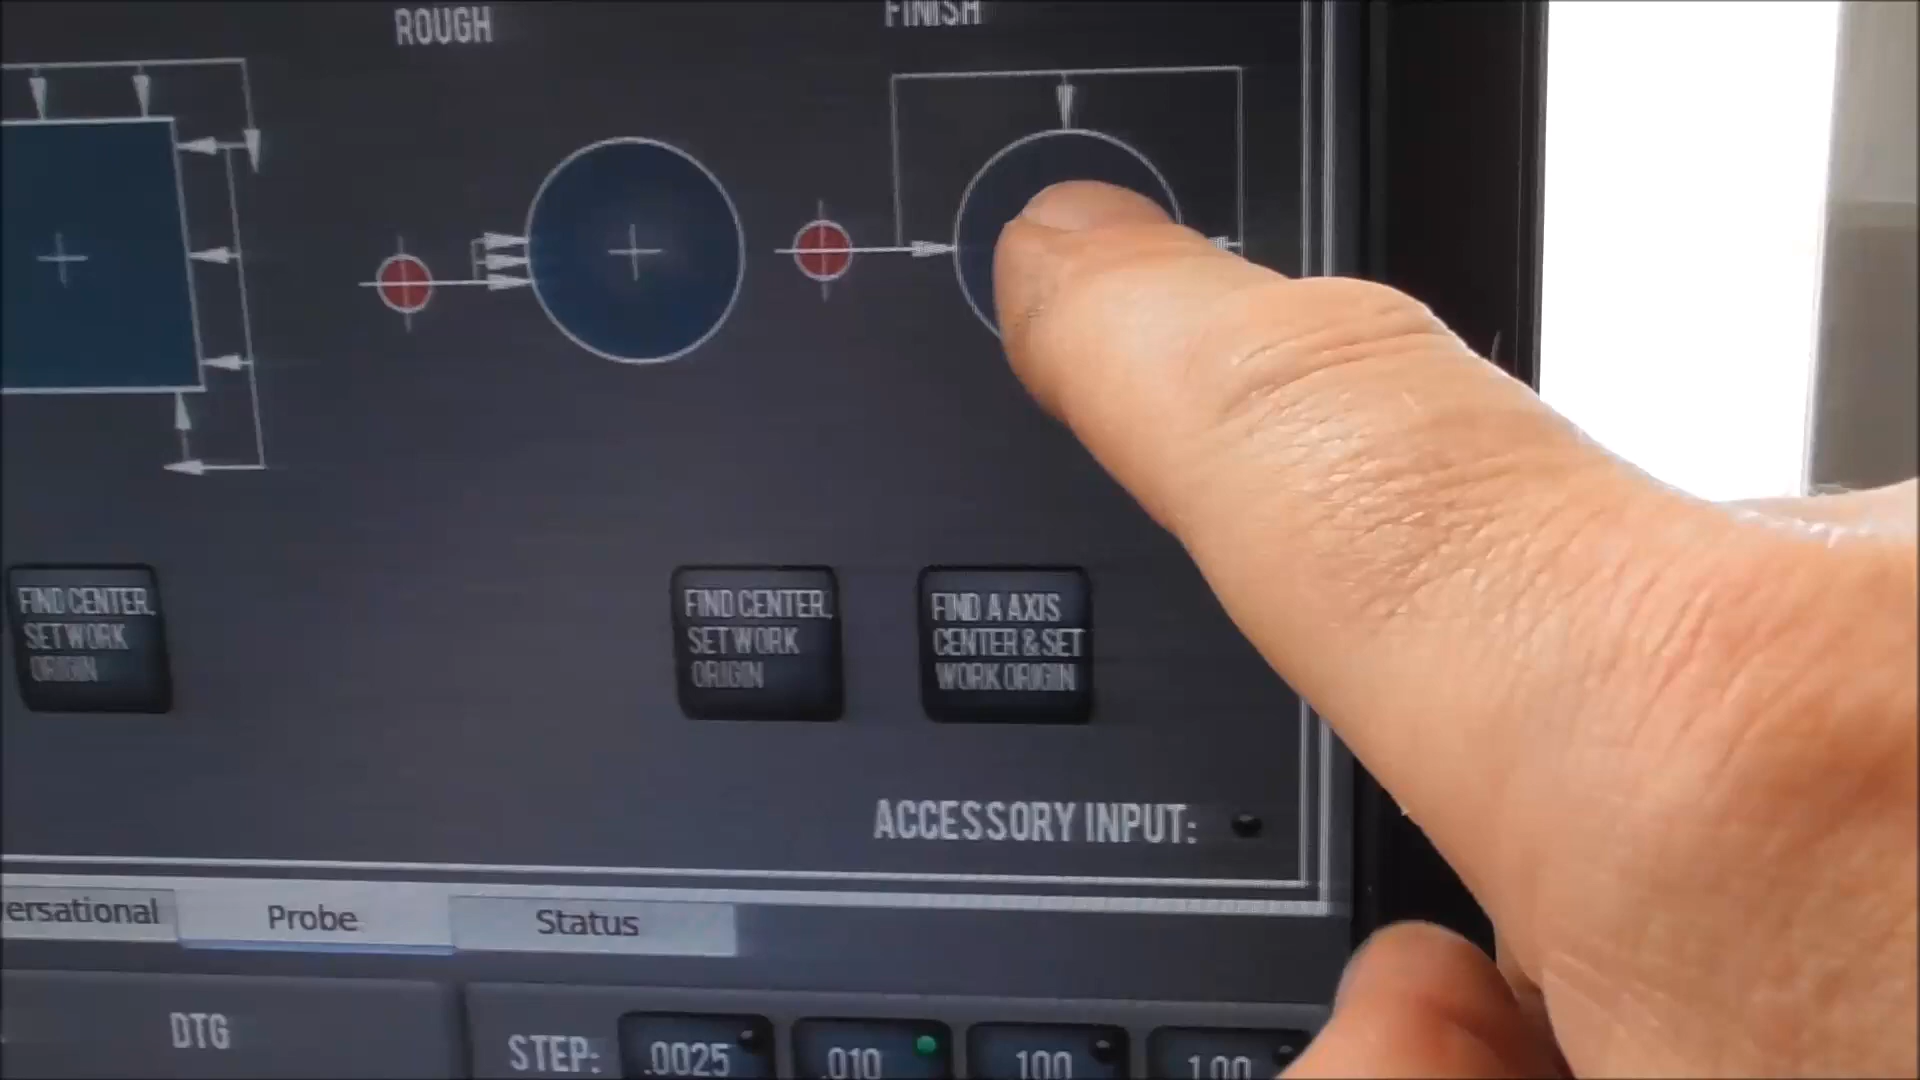 ROUGH
FINISH
FIND CENTER,
SET WORK
ORIGIN
FIND CENTER,
SET WORK
ORIGIN
FIND A AXIS
CENTER & SET
WORK ORIGIN
ACCESSORY INPUT:
ersational
Probe
Status
DTG
STEP:
.0025
.010
.100
1.00